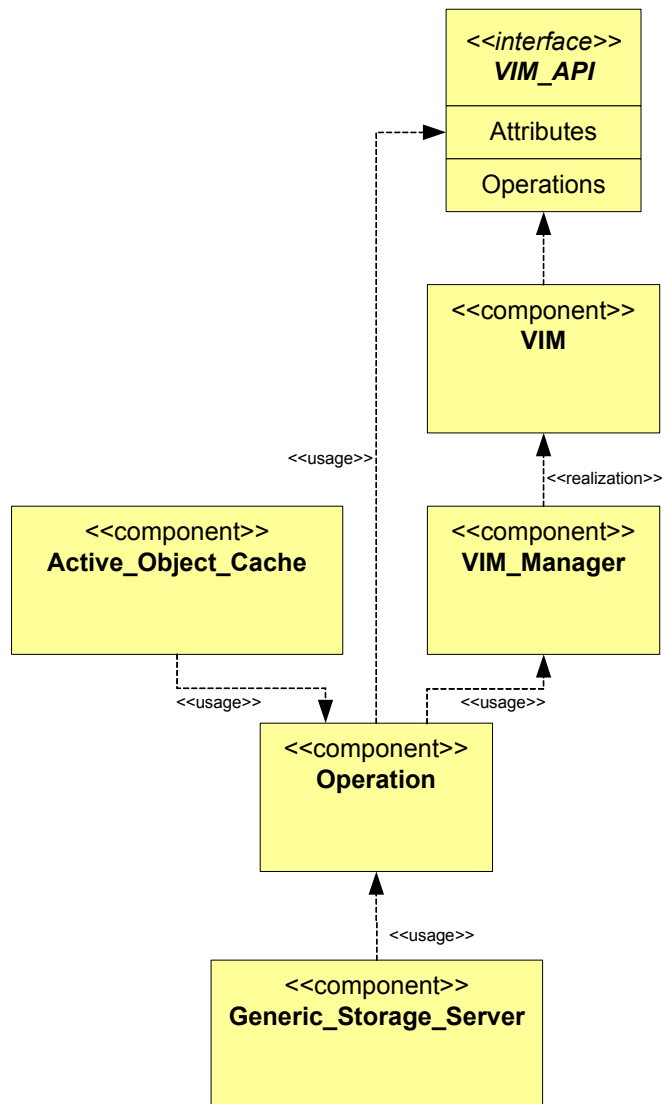 <<interface>>
VIM_API
Attributes
Operations
<<component>>
VIM
<<usage>>
<<realization>>
<<component>>
Active_Object_Cache
<<component>>
VIM_Manager
<<usage>>
<<usage>>
<<component>>
Operation
<<usage>>
<<component>>
Generic_Storage_Server